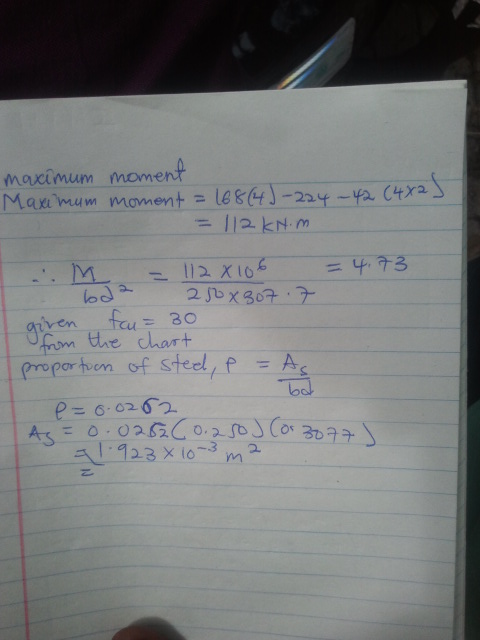 maximum moment
Maximum moment = 168(4) - 224 - 42 (4×2)
= 112 kN.m
∴ M/bd² = 112 × 10⁶ / 250 × 307.7 = 4.73
given fcu = 30
from the chart
proportion of steel, ρ = As/bd
ρ = 0.0252
As = 0.0252 (0.250) (0.3077)
= 1.923 × 10⁻³ m²
=